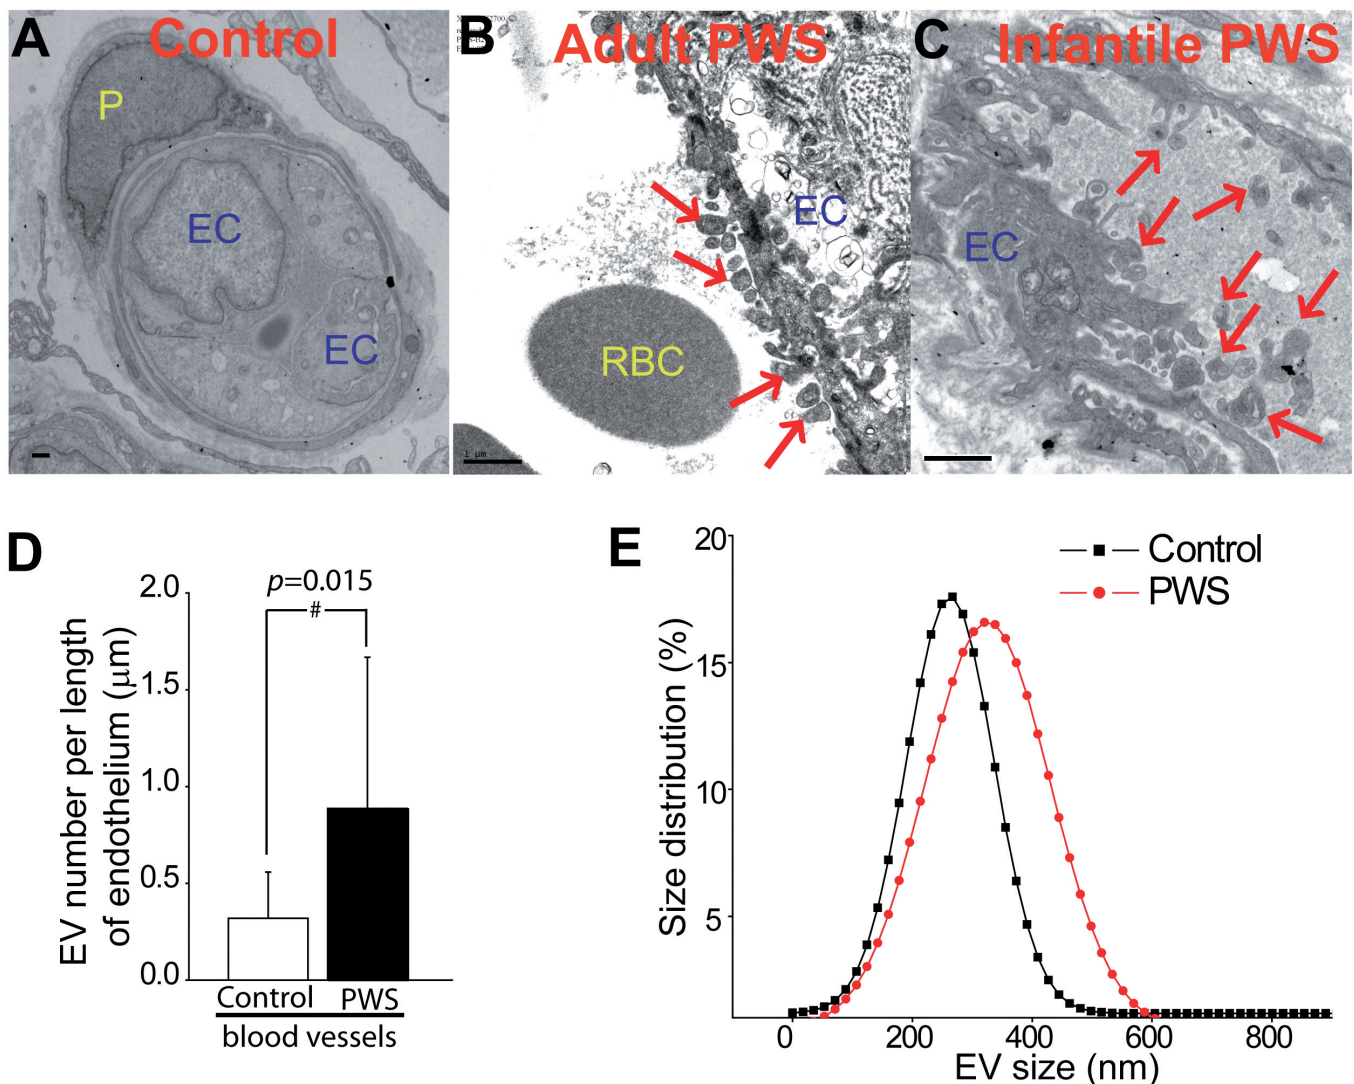 A
Control
P
EC
EC
B
Adult PWS
EC
RBC
1 µm
C
Infantile PWS
EC
D
p=0.015
#
EV number per length
of endothelium (µm)
2.0
1.5
1.0
0.5
0.0
Control PWS
blood vessels
E
Control
PWS
Size distribution (%)
20
15
10
5
0 200 400 600 800
EV size (nm)